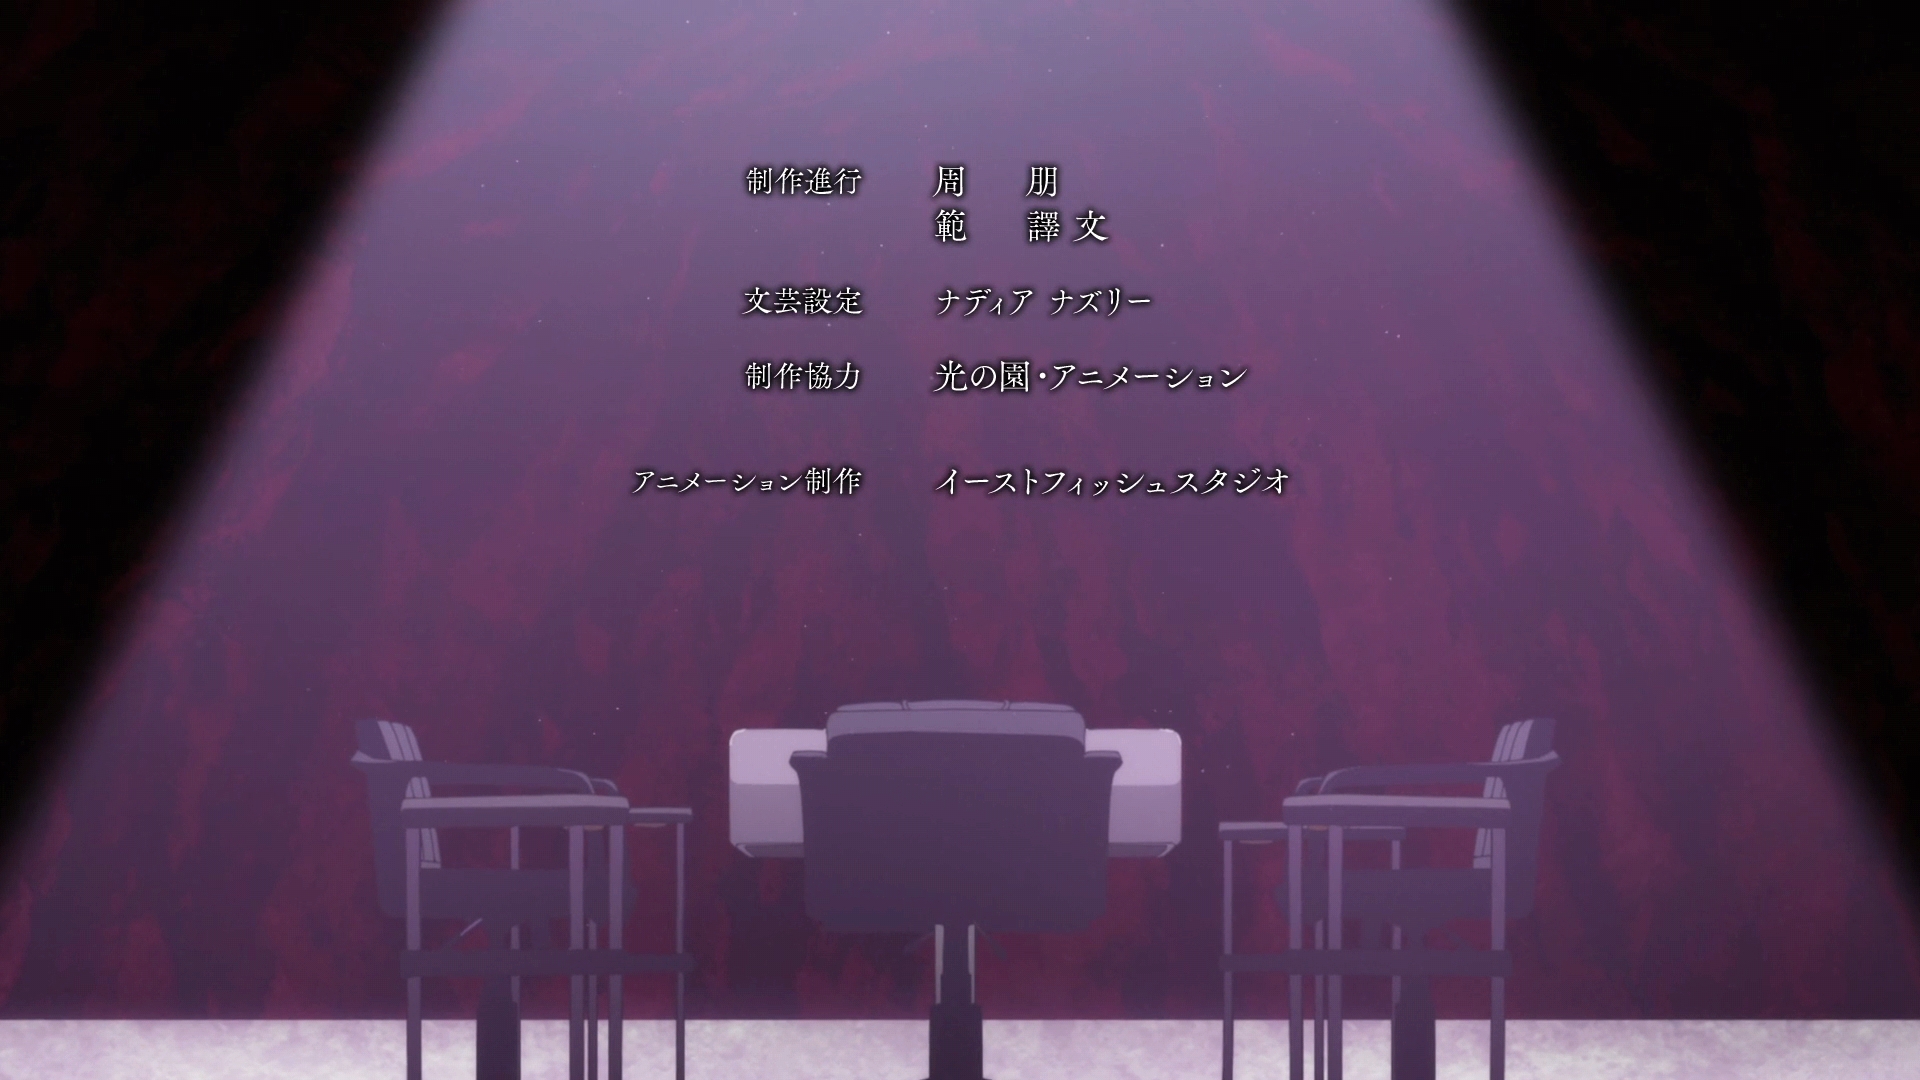 制作進行 周 朋
範 譯文
文芸設定 ナディア ナズリー
制作協力 光の園・アニメーション
アニメーション制作 イーストフィッシュスタジオ